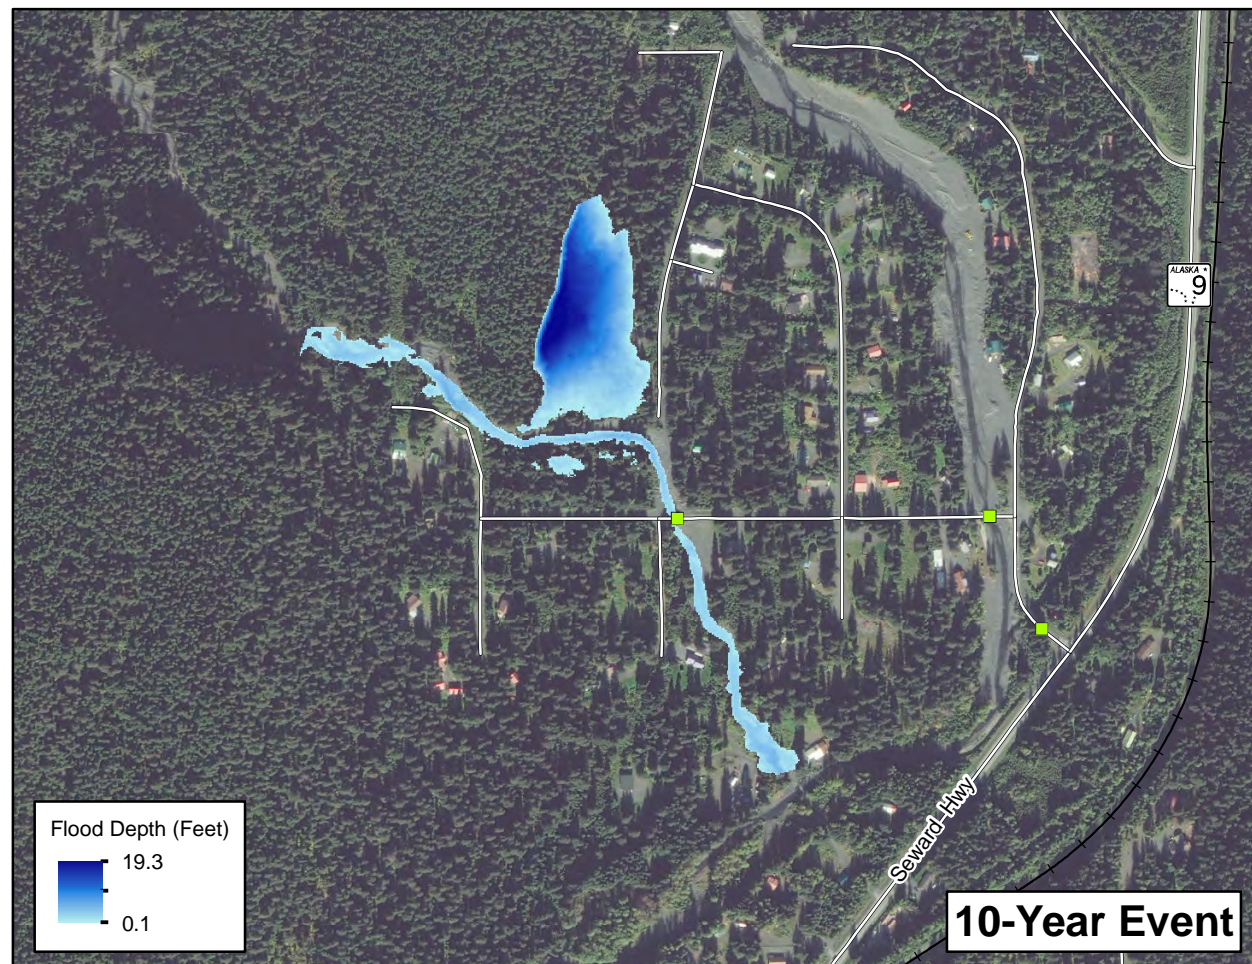 ALASKA
9
Seward Hwy
Flood Depth (Feet)
19.3
0.1
10-Year Event